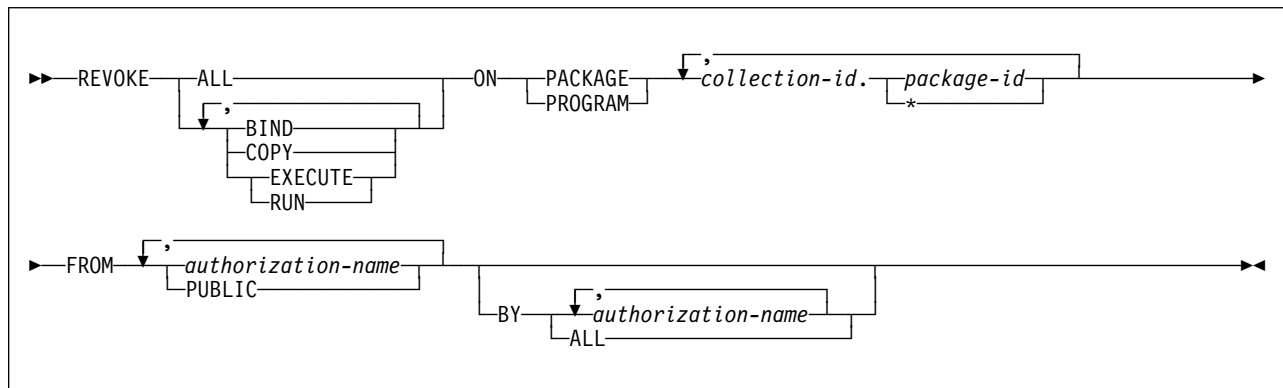 ,
REVOKE ALL ON PACKAGE collection-id. package-id
PROGRAM *
,
BIND
COPY
EXECUTE
RUN
, 
FROM authorization-name
PUBLIC
,
BY authorization-name
ALL